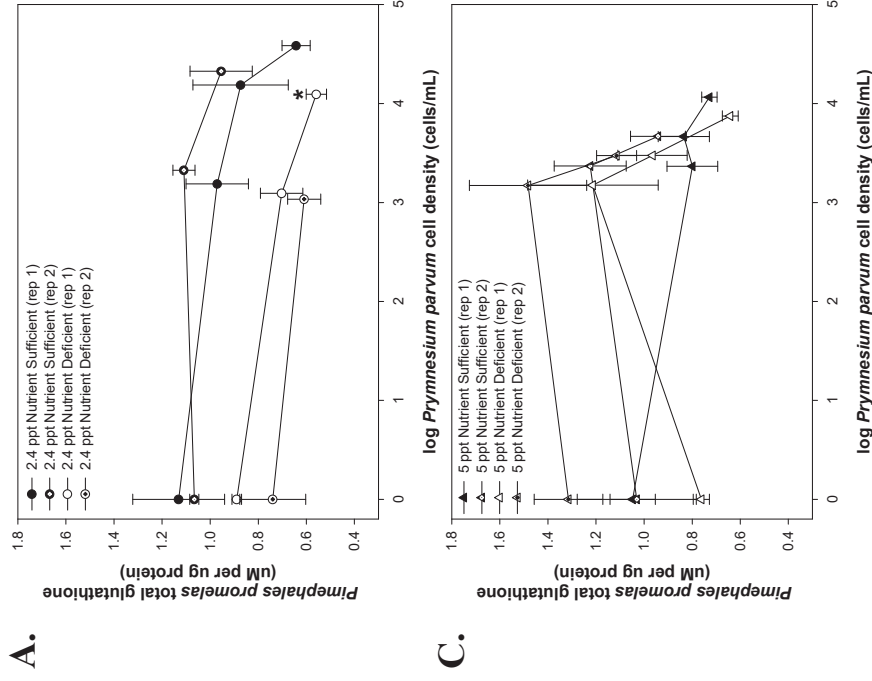 A.
Pimephales promelas total glutathione
(uM per ug protein)
1.8
1.6
1.4
1.2
1.0
0.8
0.6
0.4
2.4 ppt Nutrient Sufficient (rep 1)
2.4 ppt Nutrient Sufficient (rep 2)
2.4 ppt Nutrient Deficient (rep 1)
2.4 ppt Nutrient Deficient (rep 2)
*
0 1 2 3 4 5
log Prymnesium parvum cell density (cells/mL)
C.
Pimephales promelas total glutathione
(uM per ug protein)
1.8
1.6
1.4
1.2
1.0
0.8
0.6
0.4
5 ppt Nutrient Sufficient (rep 1)
5 ppt Nutrient Sufficient (rep 2)
5 ppt Nutrient Deficient (rep 1)
5 ppt Nutrient Deficient (rep 2)
0 1 2 3 4 5
log Prymnesium parvum cell density (cells/mL)